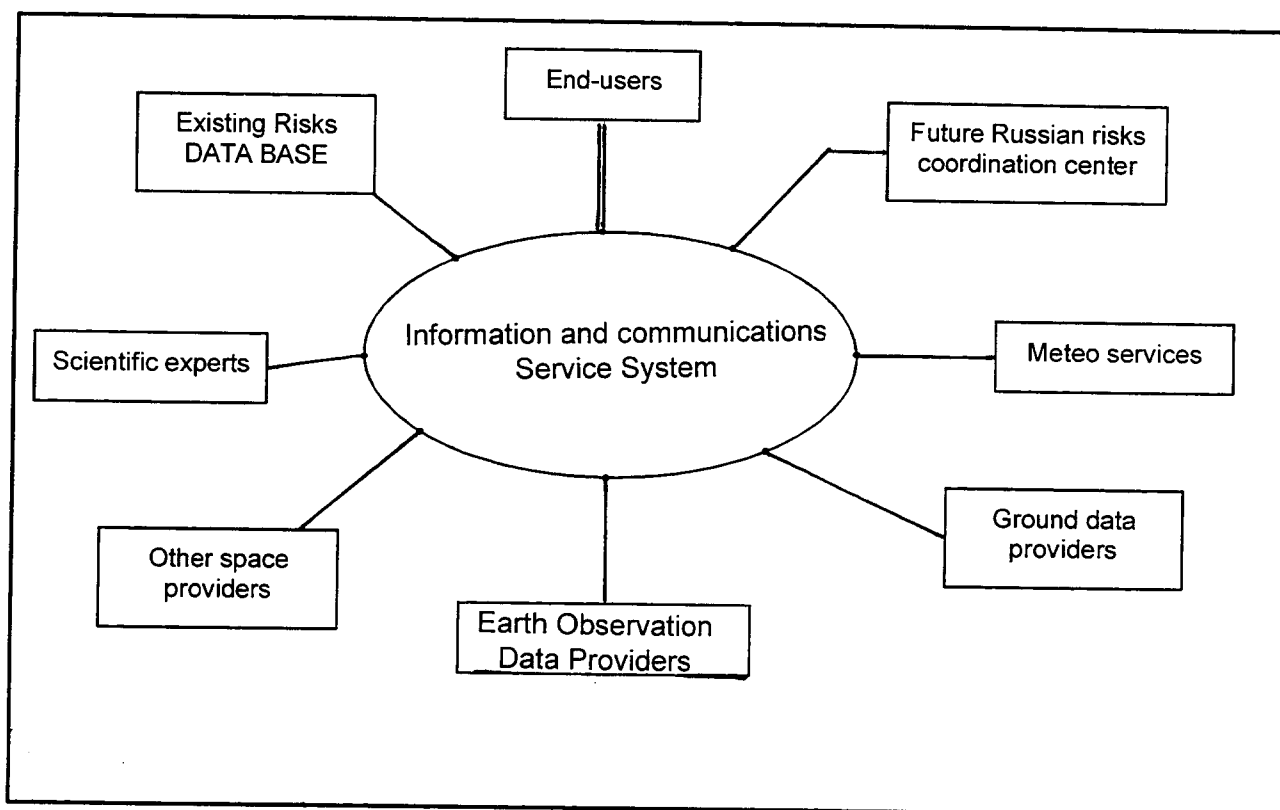 End-users
Existing Risks
DATA BASE
Future Russian risks
coordination center
Information and communications
Service System
Scientific experts
Meteo services
Other space
providers
Earth Observation
Data Providers
Ground data
providers